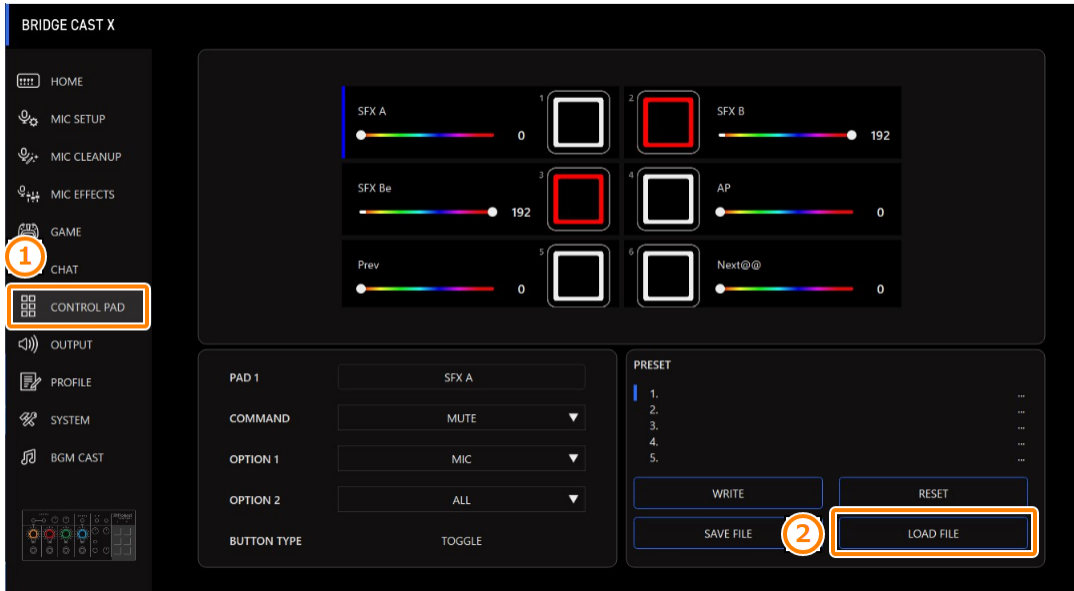 BRIDGE CAST X
HOME
MIC SETUP
MIC CLEANUP
MIC EFFECTS
GAME
1
CHAT
CONTROL PAD
OUTPUT
PROFILE
SYSTEM
BGM CAST
SFX A
0
1
2
SFX B
192
SFX Be
192
3
4
AP
0
Prev
0
5
6
Next@@
0
PAD 1 SFX A
COMMAND MUTE
OPTION 1 MIC
OPTION 2 ALL
BUTTON TYPE TOGGLE
PRESET
1. ...
2. ...
3. ...
4. ...
5. ...
WRITE RESET
SAVE FILE 2 LOAD FILE